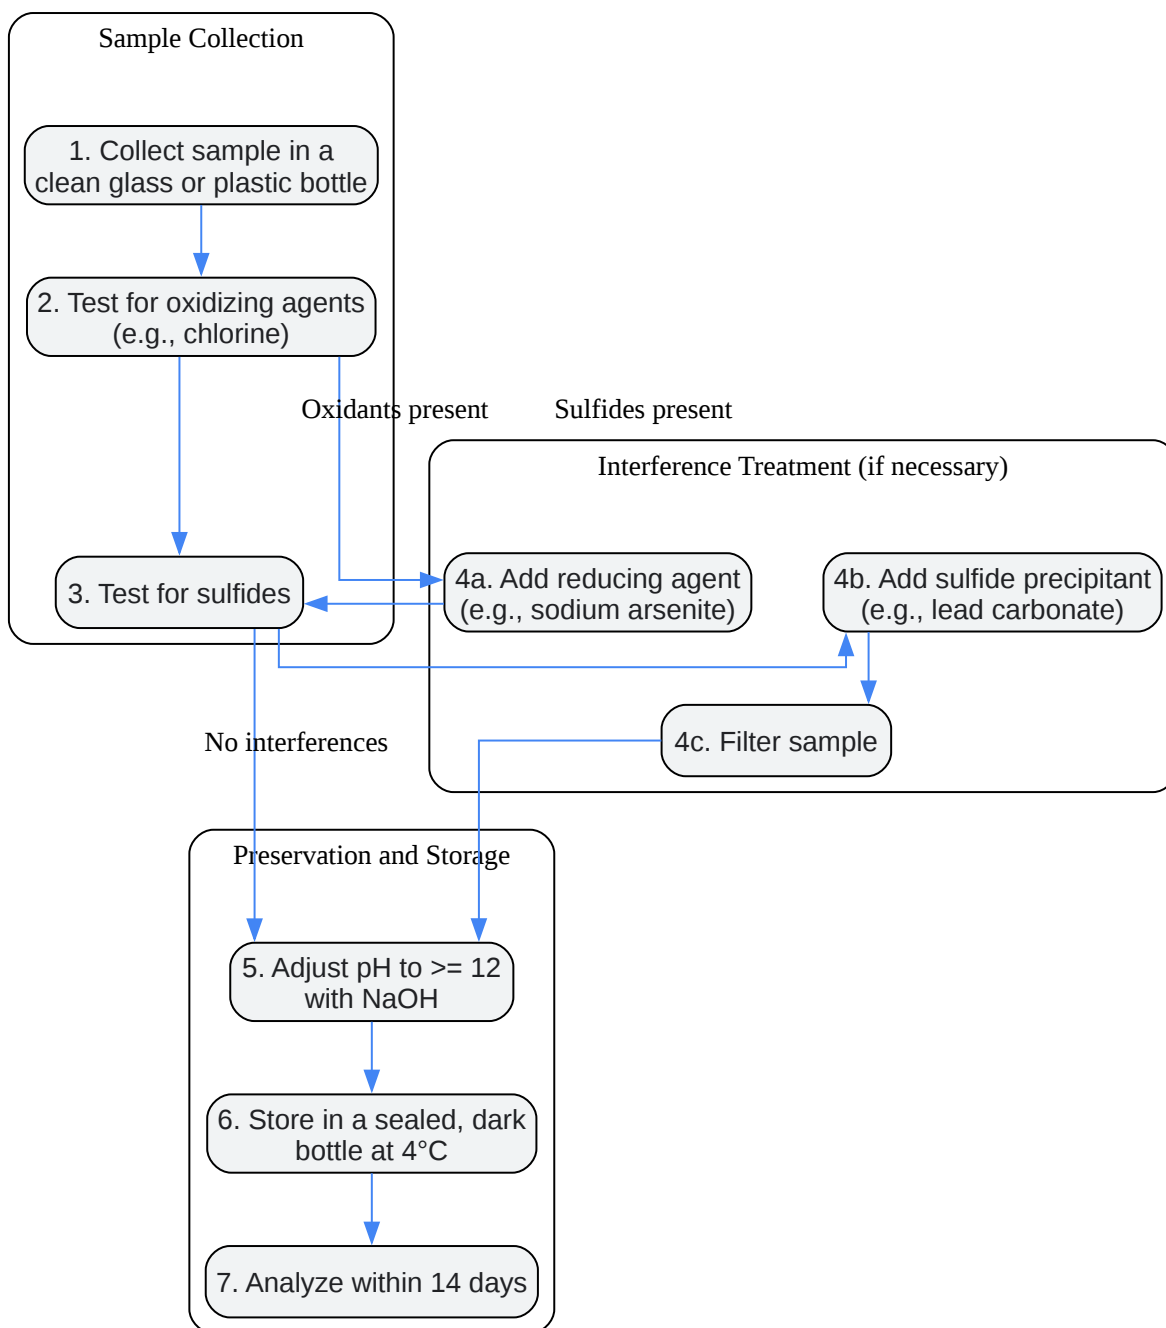 Sample Collection
1. Collect sample in a
clean glass or plastic bottle
2. Test for oxidizing agents
(e.g., chlorine)
Oxidants present
Sulfides present
Interference Treatment (if necessary)
3. Test for sulfides
4a. Add reducing agent
(e.g., sodium arsenite)
4b. Add sulfide precipitant
(e.g., lead carbonate)
4c. Filter sample
No interferences
Preservation and Storage
5. Adjust pH to >= 12
with NaOH
6. Store in a sealed, dark
bottle at 4°C
7. Analyze within 14 days